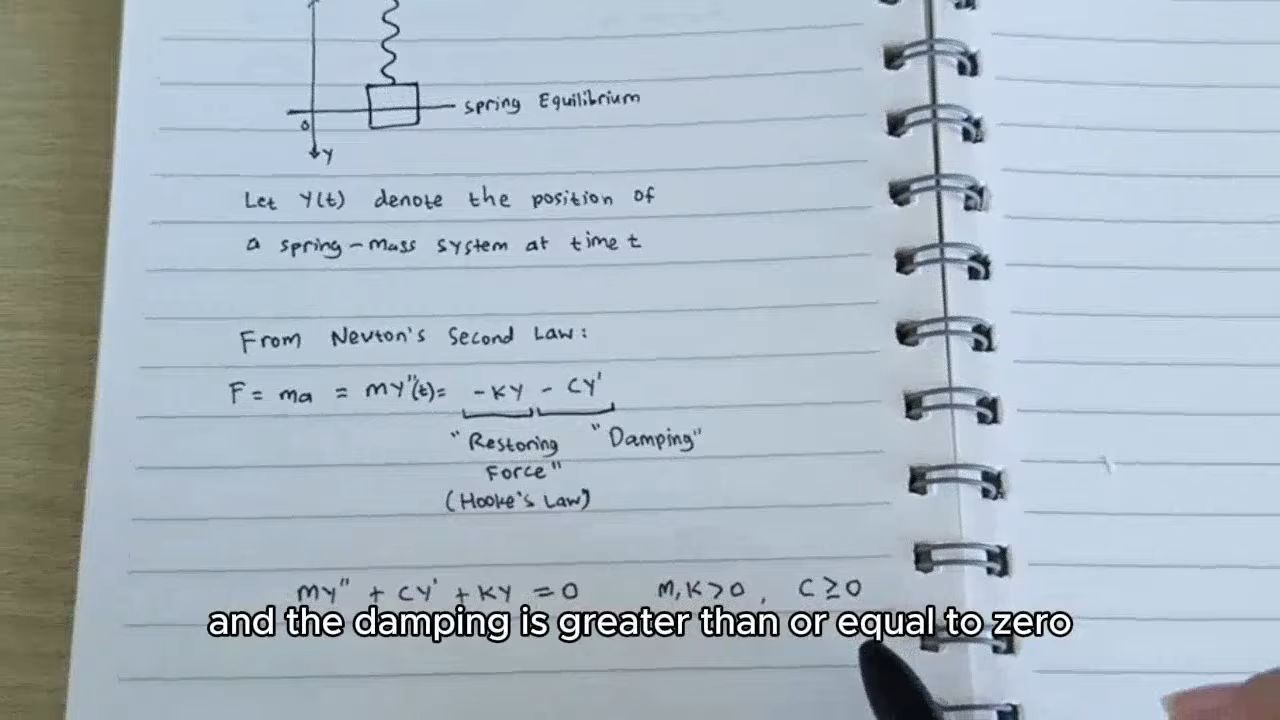 Spring Equilibrium
0
Y
Let Y(t) denote the position of
a spring-mass system at time t
From Newton's Second Law:
F = ma = MY"(t)= -KY - CY'
"Restoring "Damping"
Force"
(Hooke's Law)
MY" + CY' + KY = 0 M,K>0, C≥0
and the damping is greater than or equal to zero